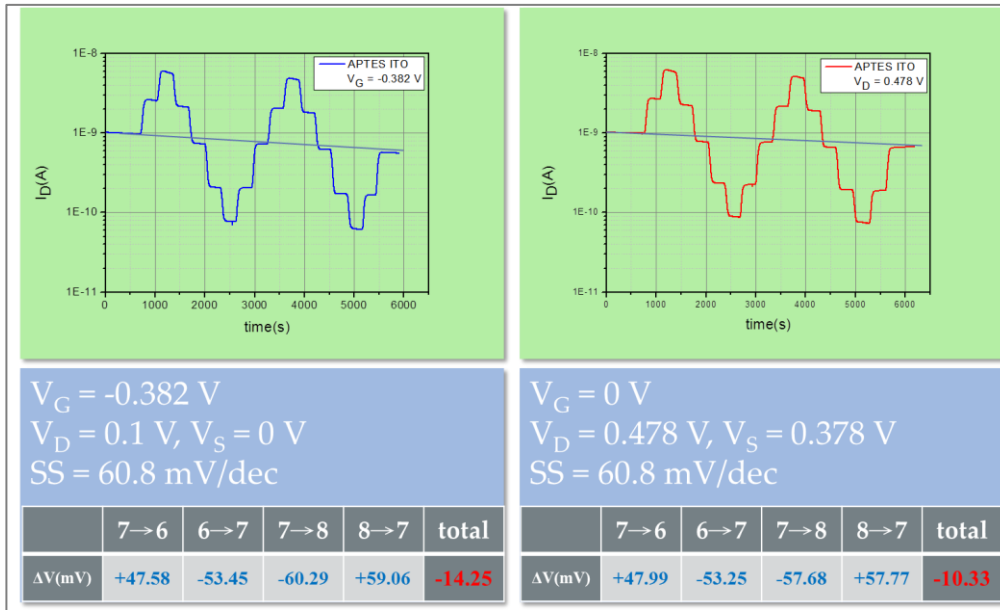 1E-8
1E-9
1E-10
1E-11
I_D(A)
APTES ITO
V_G = -0.382 V
0 1000 2000 3000 4000 5000 6000
time(s)
1E-8
1E-9
1E-10
1E-11
I_D(A)
APTES ITO
V_D = 0.478 V
0 1000 2000 3000 4000 5000 6000
time(s)
V_G = -0.382 V
V_D = 0.1 V, V_S = 0 V
SS = 60.8 mV/dec
7→6 6→7 7→8 8→7 total
ΔV(mV) +47.58 -53.45 -60.29 +59.06 -14.25
V_G = 0 V
V_D = 0.478 V, V_S = 0.378 V
SS = 60.8 mV/dec
7→6 6→7 7→8 8→7 total
ΔV(mV) +47.99 -53.25 -57.68 +57.77 -10.33